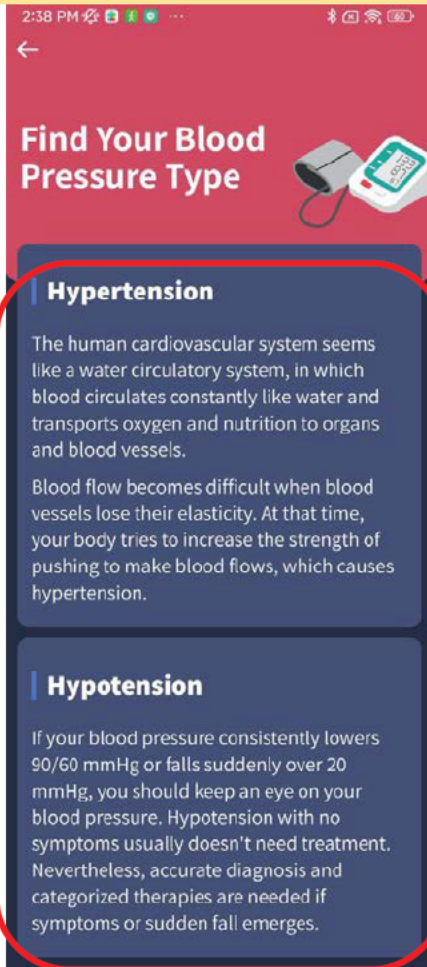 2:38 PM
60
Find Your Blood
Pressure Type
Hypertension
The human cardiovascular system seems
like a water circulatory system, in which
blood circulates constantly like water and
transports oxygen and nutrition to organs
and blood vessels.
Blood flow becomes difficult when blood
vessels lose their elasticity. At that time,
your body tries to increase the strength of
pushing to make blood flows, which causes
hypertension.
Hypotension
If your blood pressure consistently lowers
90/60 mmHg or falls suddenly over 20
mmHg, you should keep an eye on your
blood pressure. Hypotension with no
symptoms usually doesn't need treatment.
Nevertheless, accurate diagnosis and
categorized therapies are needed if
symptoms or sudden fall emerges.